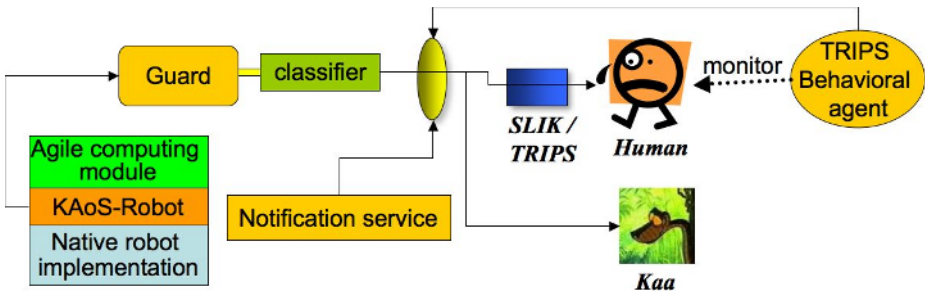 Guard
classifier
SLIK /
TRIPS
Human
monitor
TRIPS
Behavioral
agent
Agile computing
module
KAoS-Robot
Native robot
implementation
Notification service
Kaa